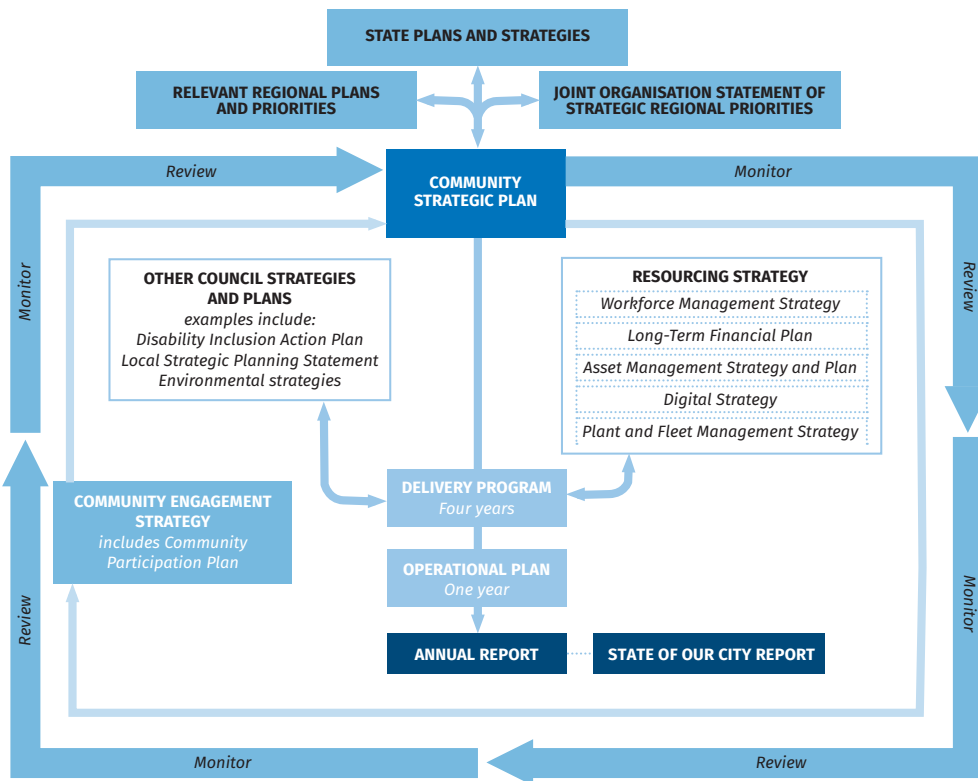 STATE PLANS AND STRATEGIES
RELEVANT REGIONAL PLANS
AND PRIORITIES
JOINT ORGANISATION STATEMENT OF
STRATEGIC REGIONAL PRIORITIES
Review
COMMUNITY
STRATEGIC PLAN
Monitor
Monitor
Review
OTHER COUNCIL STRATEGIES
AND PLANS
examples include:
Disability Inclusion Action Plan
Local Strategic Planning Statement
Environmental strategies
RESOURCING STRATEGY
Workforce Management Strategy
Long-Term Financial Plan
Asset Management Strategy and Plan
Digital Strategy
Plant and Fleet Management Strategy
DELIVERY PROGRAM
Four years
COMMUNITY ENGAGEMENT
STRATEGY
includes Community
Participation Plan
OPERATIONAL PLAN
One year
Review
Monitor
ANNUAL REPORT
STATE OF OUR CITY REPORT
Monitor
Review